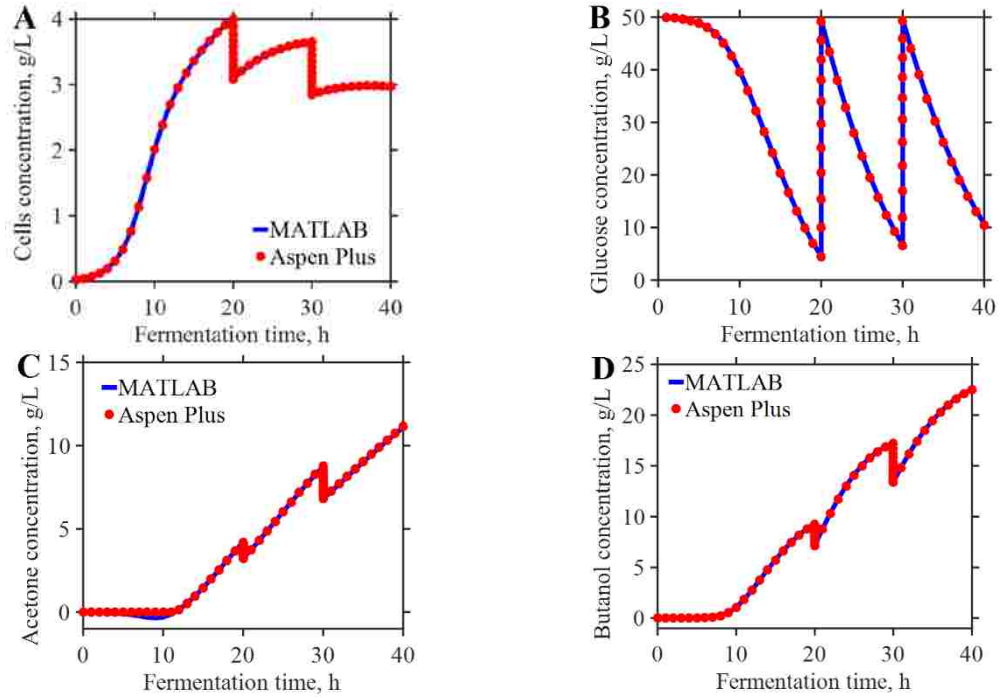 A
Cells concentration, g/L
4
3
2
1
0
MATLAB
Aspen Plus
0 10 20 30 40
Fermentation time, h
B
Glucose concentration, g/L
50
40
30
20
10
0
0 10 20 30 40
Fermentation time, h
C
Acetone concentration, g/L
15
10
5
0
MATLAB
Aspen Plus
0 10 20 30 40
Fermentation time, h
D
Butanol concentration, g/L
25
20
15
10
5
0
MATLAB
Aspen Plus
0 10 20 30 40
Fermentation time, h